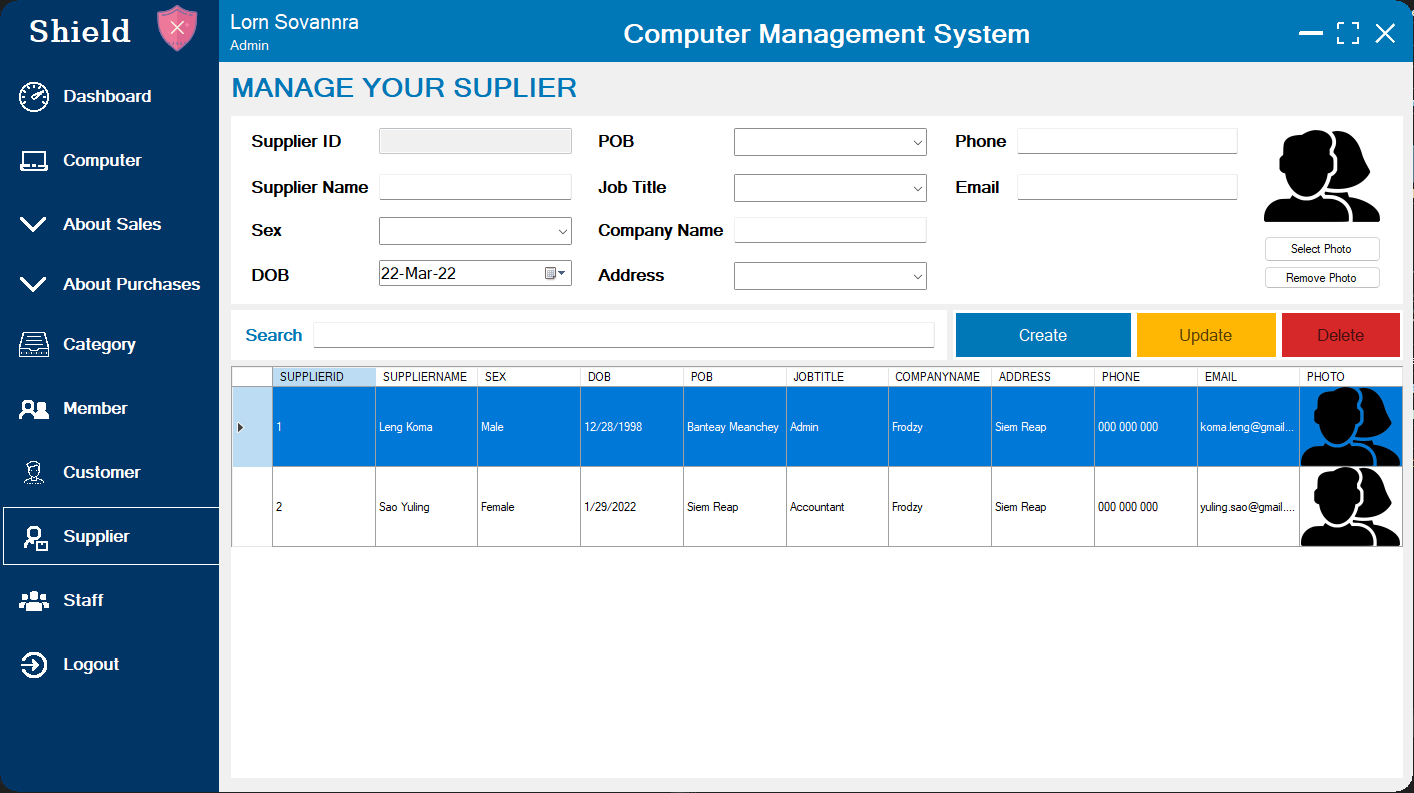 Shield
Lorn Sovannra
Admin
Computer Management System
Dashboard
Computer
About Sales
About Purchases
Category
Member
Customer
Supplier
Staff
Logout
MANAGE YOUR SUPLIER
Supplier ID POB Phone
Supplier Name Job Title Email
Sex Company Name
DOB 22-Mar-22 Address
Select Photo
Remove Photo
Search Create Update Delete
SUPPLIERID SUPPLIERNAME SEX DOB POB JOBTITLE COMPANYNAME ADDRESS PHONE EMAIL PHOTO
1 Leng Koma Male 12/28/1998 Banteay Meanchey Admin Frodzy Siem Reap 000 000 000 koma.leng@gmail...
2 Sao Yuling Female 1/29/2022 Siem Reap Accountant Frodzy Siem Reap 000 000 000 yuling.sao@gmail....